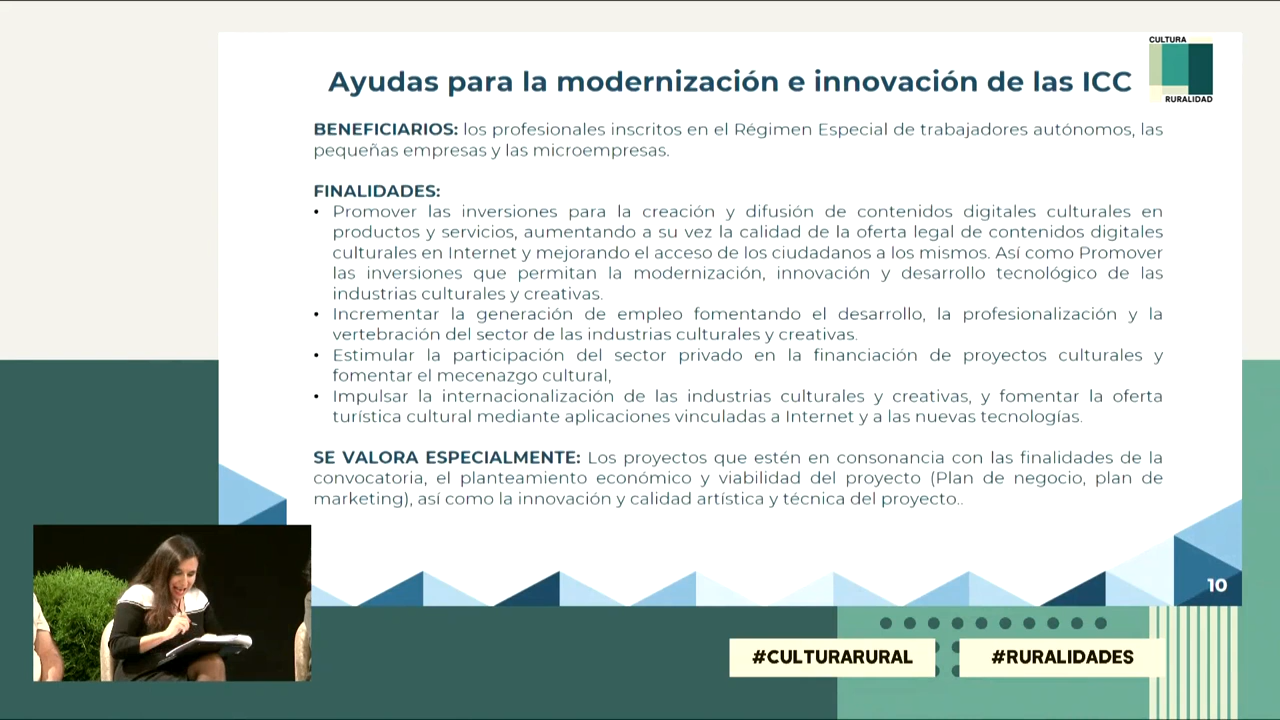 CULTURA
RURALIDAD
Ayudas para la modernización e innovación de las ICC
BENEFICIARIOS: los profesionales inscritos en el Régimen Especial de trabajadores autónomos, las
pequeñas empresas y las microempresas.
FINALIDADES:
• Promover las inversiones para la creación y difusión de contenidos digitales culturales en
productos y servicios, aumentando a su vez la calidad de la oferta legal de contenidos digitales
culturales en Internet y mejorando el acceso de los ciudadanos a los mismos. Así como Promover
las inversiones que permitan la modernización, innovación y desarrollo tecnológico de las
industrias culturales y creativas.
• Incrementar la generación de empleo fomentando el desarrollo, la profesionalización y la
vertebración del sector de las industrias culturales y creativas.
• Estimular la participación del sector privado en la financiación de proyectos culturales y
fomentar el mecenazgo cultural,
• Impulsar la internacionalización de las industrias culturales y creativas, y fomentar la oferta
turística cultural mediante aplicaciones vinculadas a Internet y a las nuevas tecnologías.
SE VALORA ESPECIALMENTE: Los proyectos que estén en consonancia con las finalidades de la
convocatoria, el planteamiento económico y viabilidad del proyecto (Plan de negocio, plan de
marketing), así como la innovación y calidad artística y técnica del proyecto..
10
#CULTURARURAL
#RURALIDADES